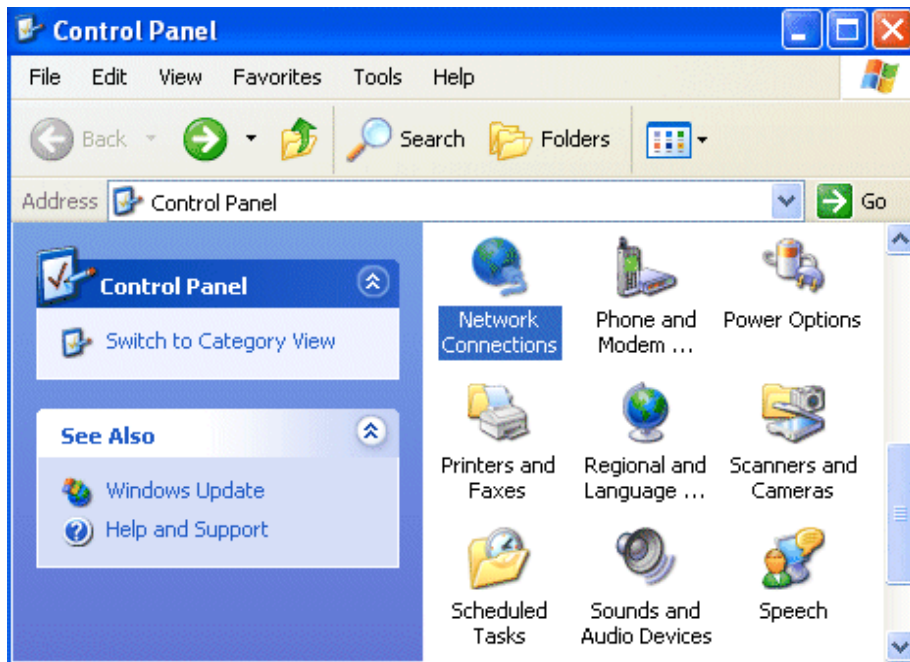 Control Panel
File Edit View Favorites Tools Help
Back Search Folders
Address Control Panel Go
Control Panel
Switch to Category View
See Also
Windows Update
Help and Support
Network
Connections
Phone and
Modem ...
Power Options
Printers and
Faxes
Regional and
Language ...
Scanners and
Cameras
Scheduled
Tasks
Sounds and
Audio Devices
Speech